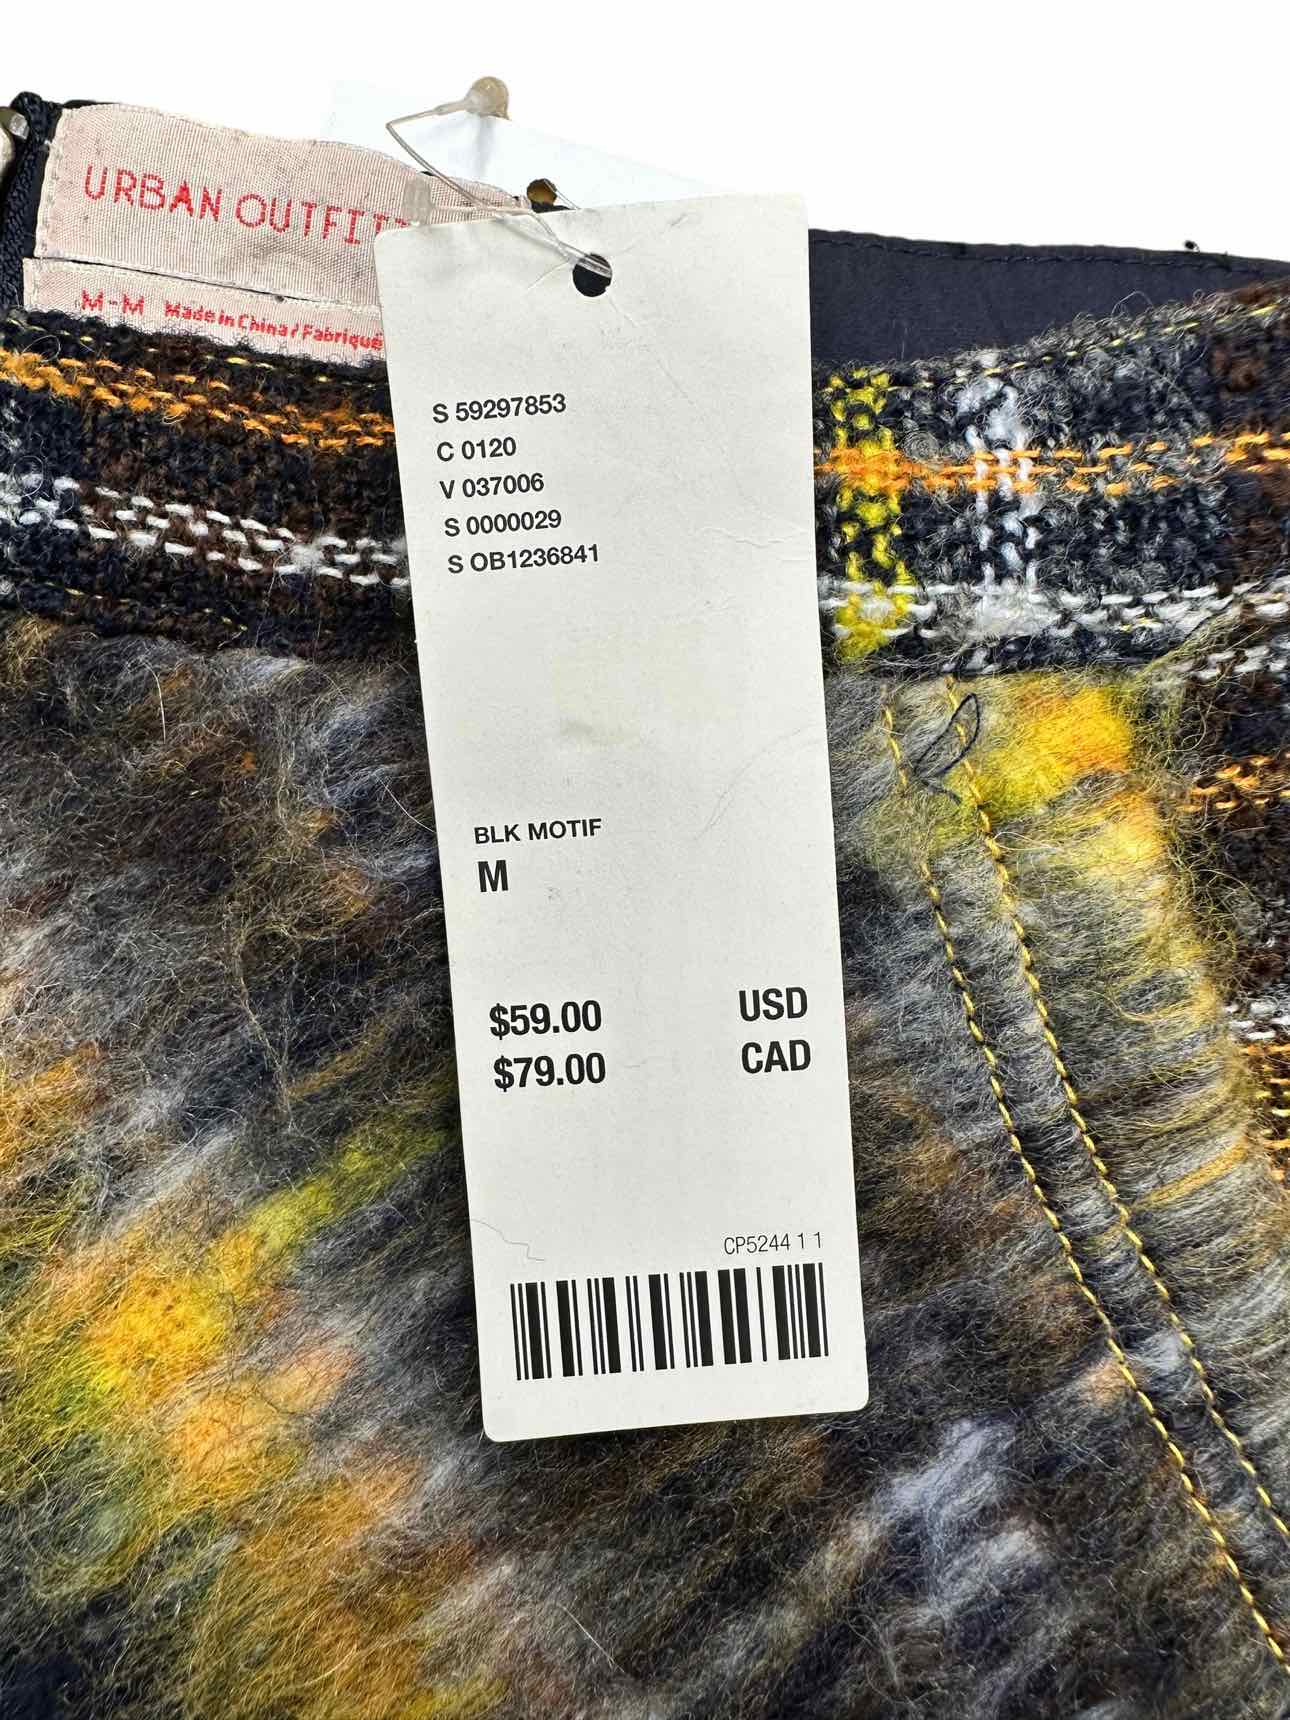 URBAN OUTFIT
M-M Made in China / Fabriqué
S 59297853
C 0120
V 037006
S 0000029
S OB1236841
BLK MOTIF
M
$59.00 USD
$79.00 CAD
CP5244 1 1